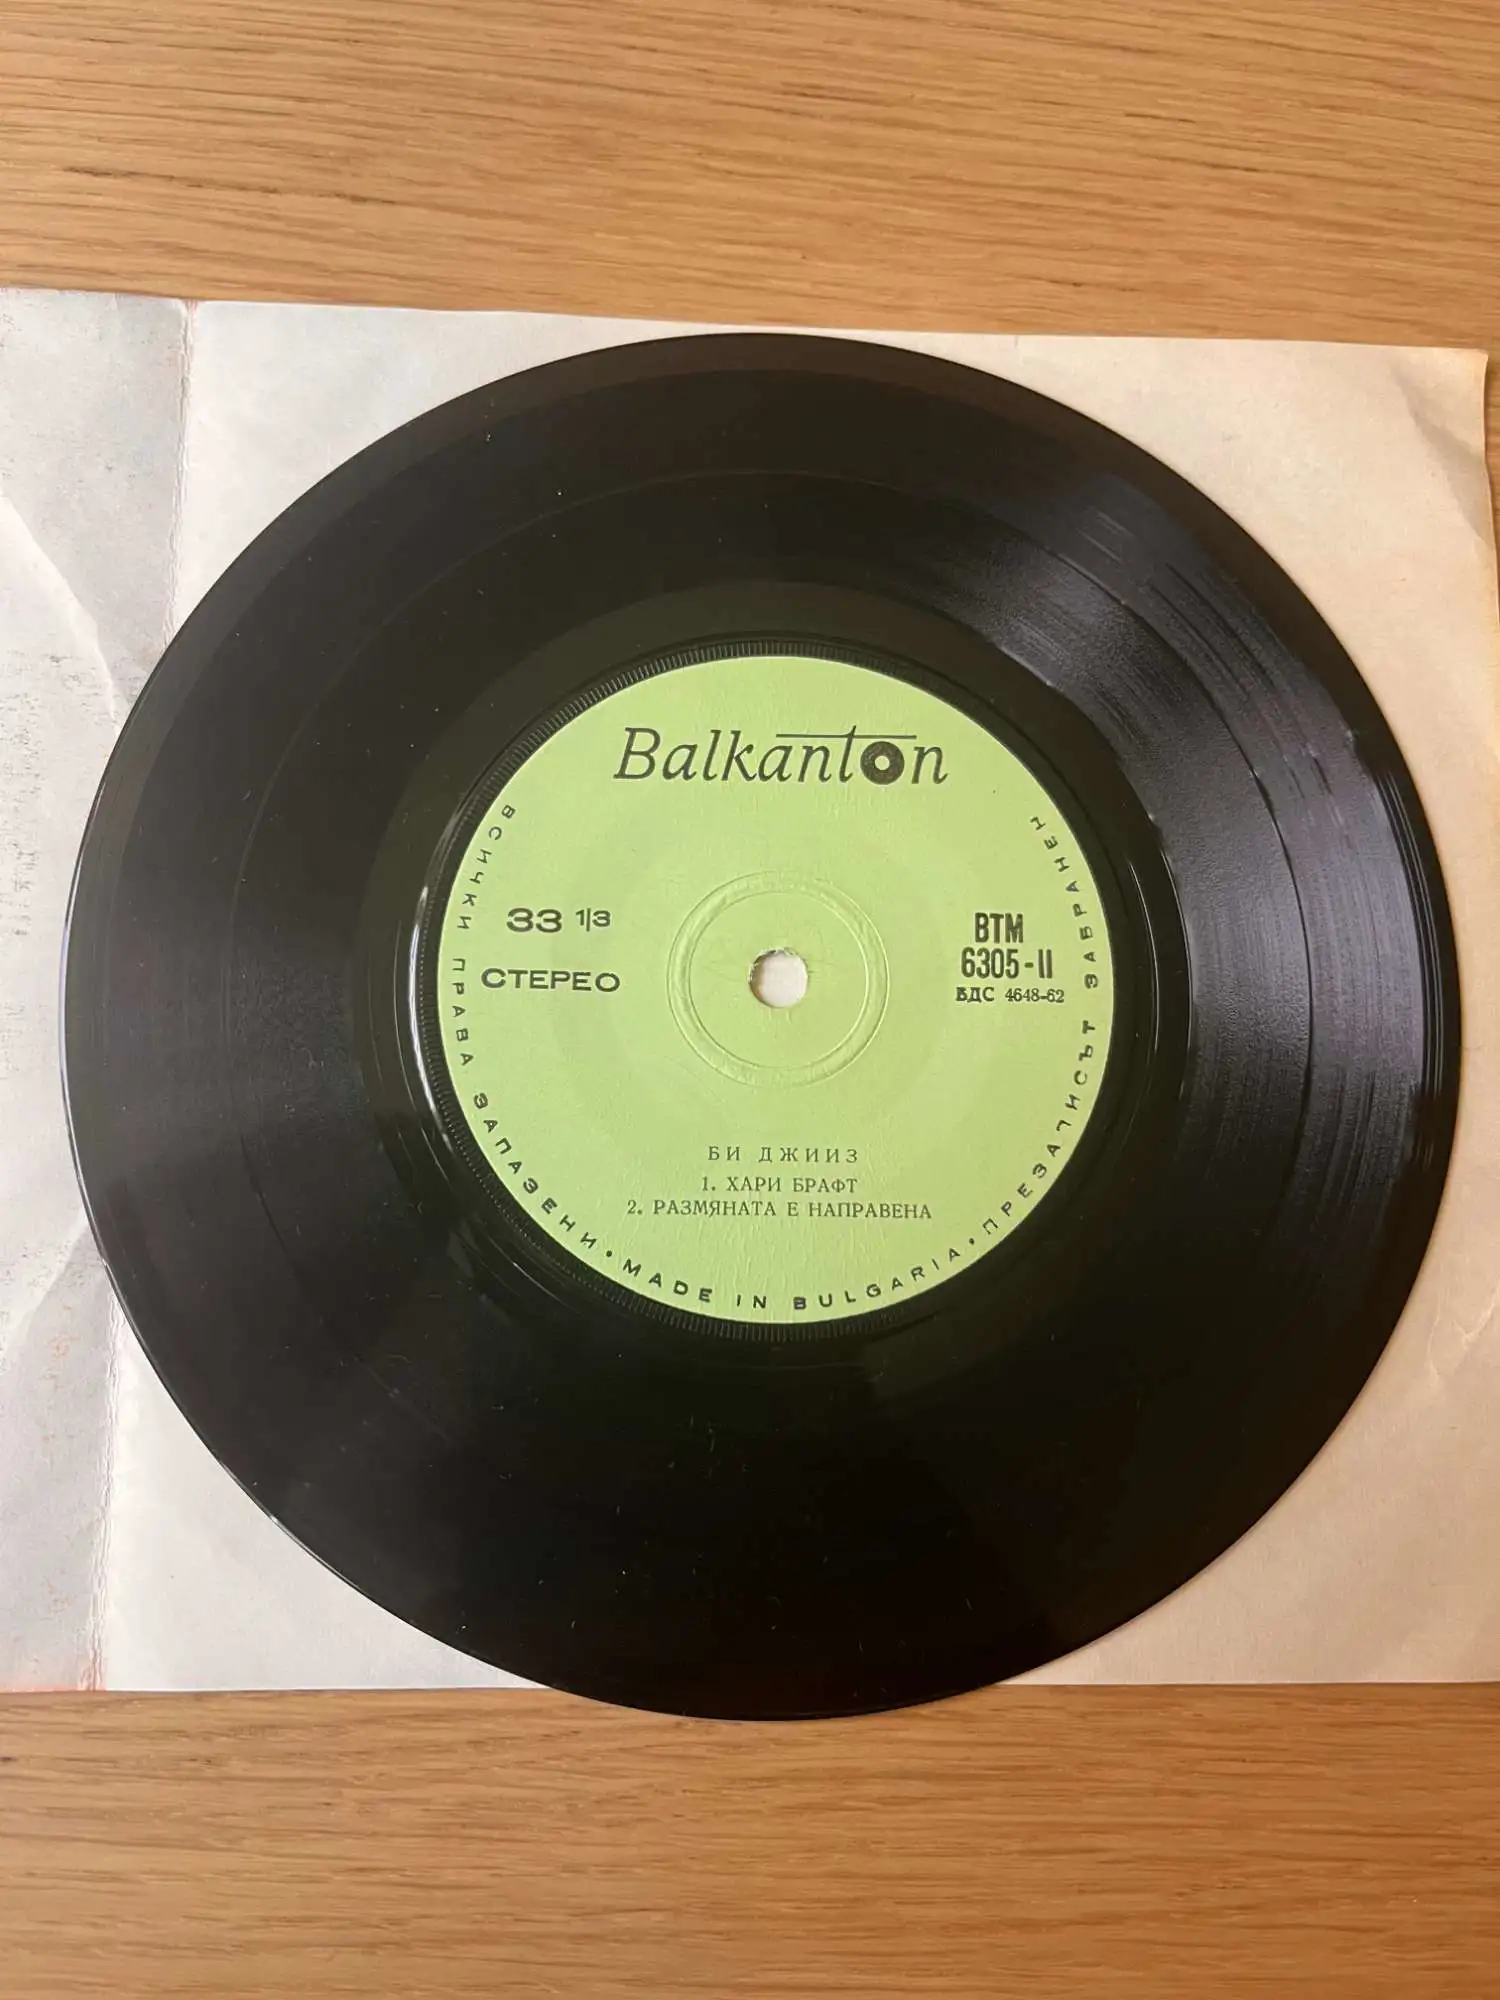 Balkanton
33 1/3
СТЕРЕО
ВТМ
6305-II
БДС 4648-62
БИ ДЖИИЗ
1. ХАРИ БРАФТ
2. РАЗМЯНАТА Е НАПРАВЕНА
ВСИЧКИ ПРАВА ЗАПАЗЕНИ • MADE IN BULGARIA • ПРЕЗАПИСЪТ ЗАБРАНЕН